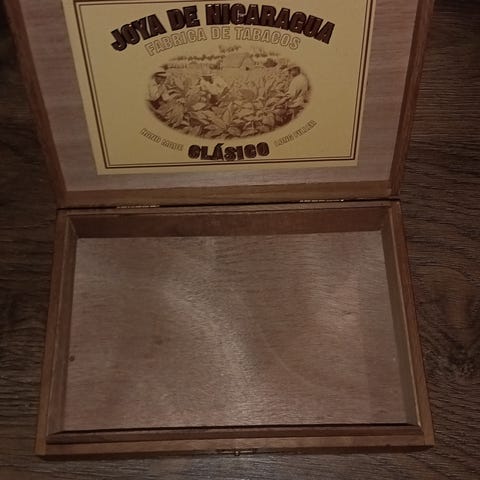 JOYA DE NICARAGUA
FABRICA DE TABACOS
HAND MADE
LONG FILLER
CLÁSICO